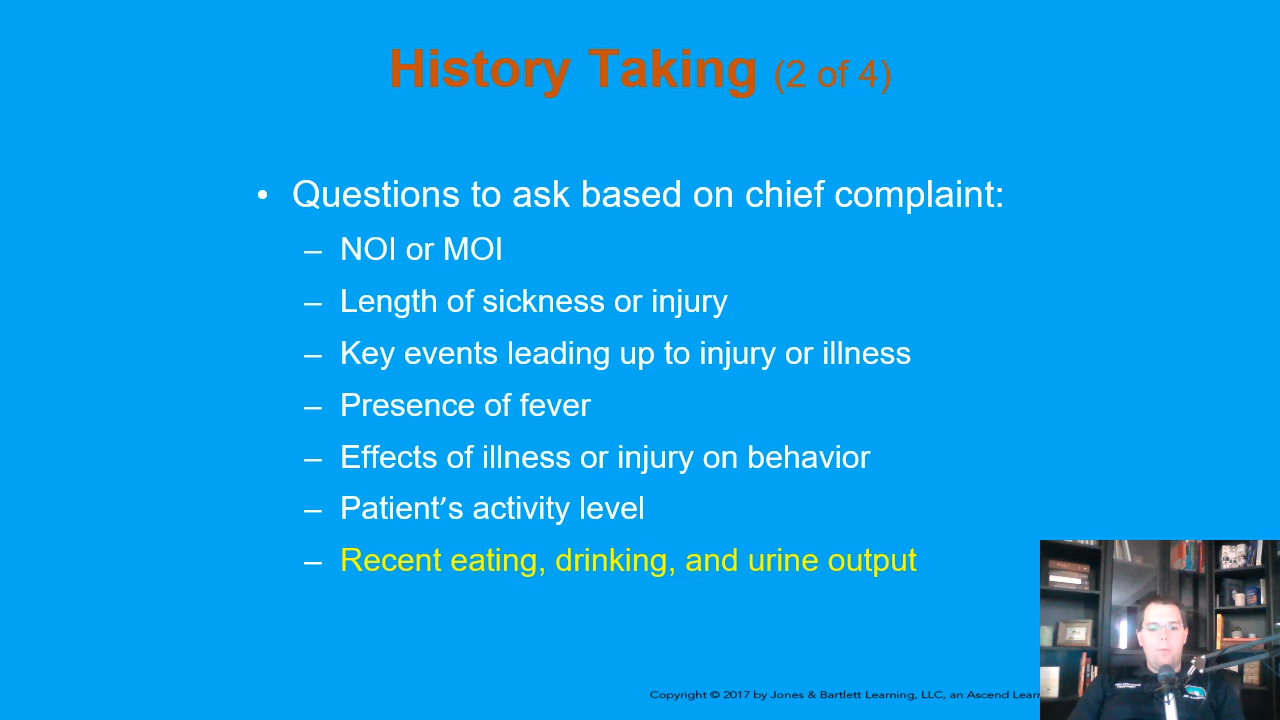 History Taking (2 of 4)
• Questions to ask based on chief complaint:
– NOI or MOI
– Length of sickness or injury
– Key events leading up to injury or illness
– Presence of fever
– Effects of illness or injury on behavior
– Patient’s activity level
– Recent eating, drinking, and urine output
Copyright © 2017 by Jones & Bartlett Learning, LLC, an Ascend Lear